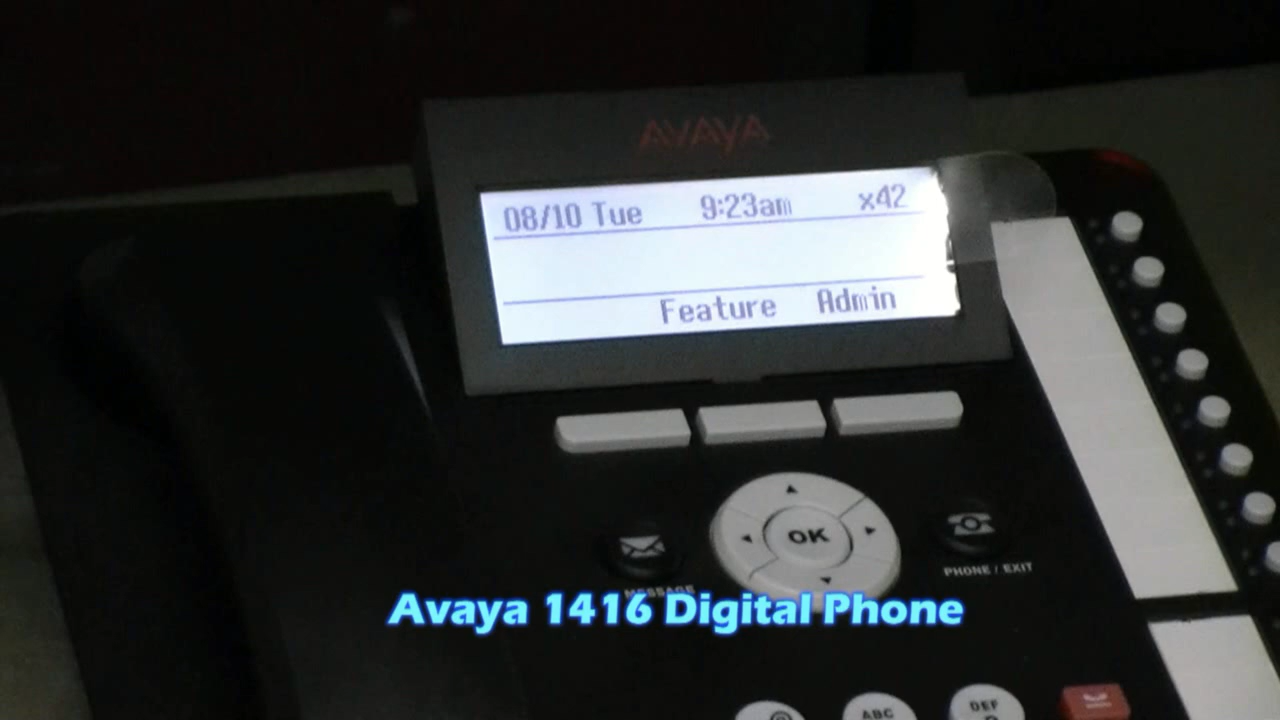 AVAYA
08/10 Tue 9:23am x42
Feature Admin
OK
PHONE / EXIT
MESSAGE
Avaya 1416 Digital Phone
ABC
DEF